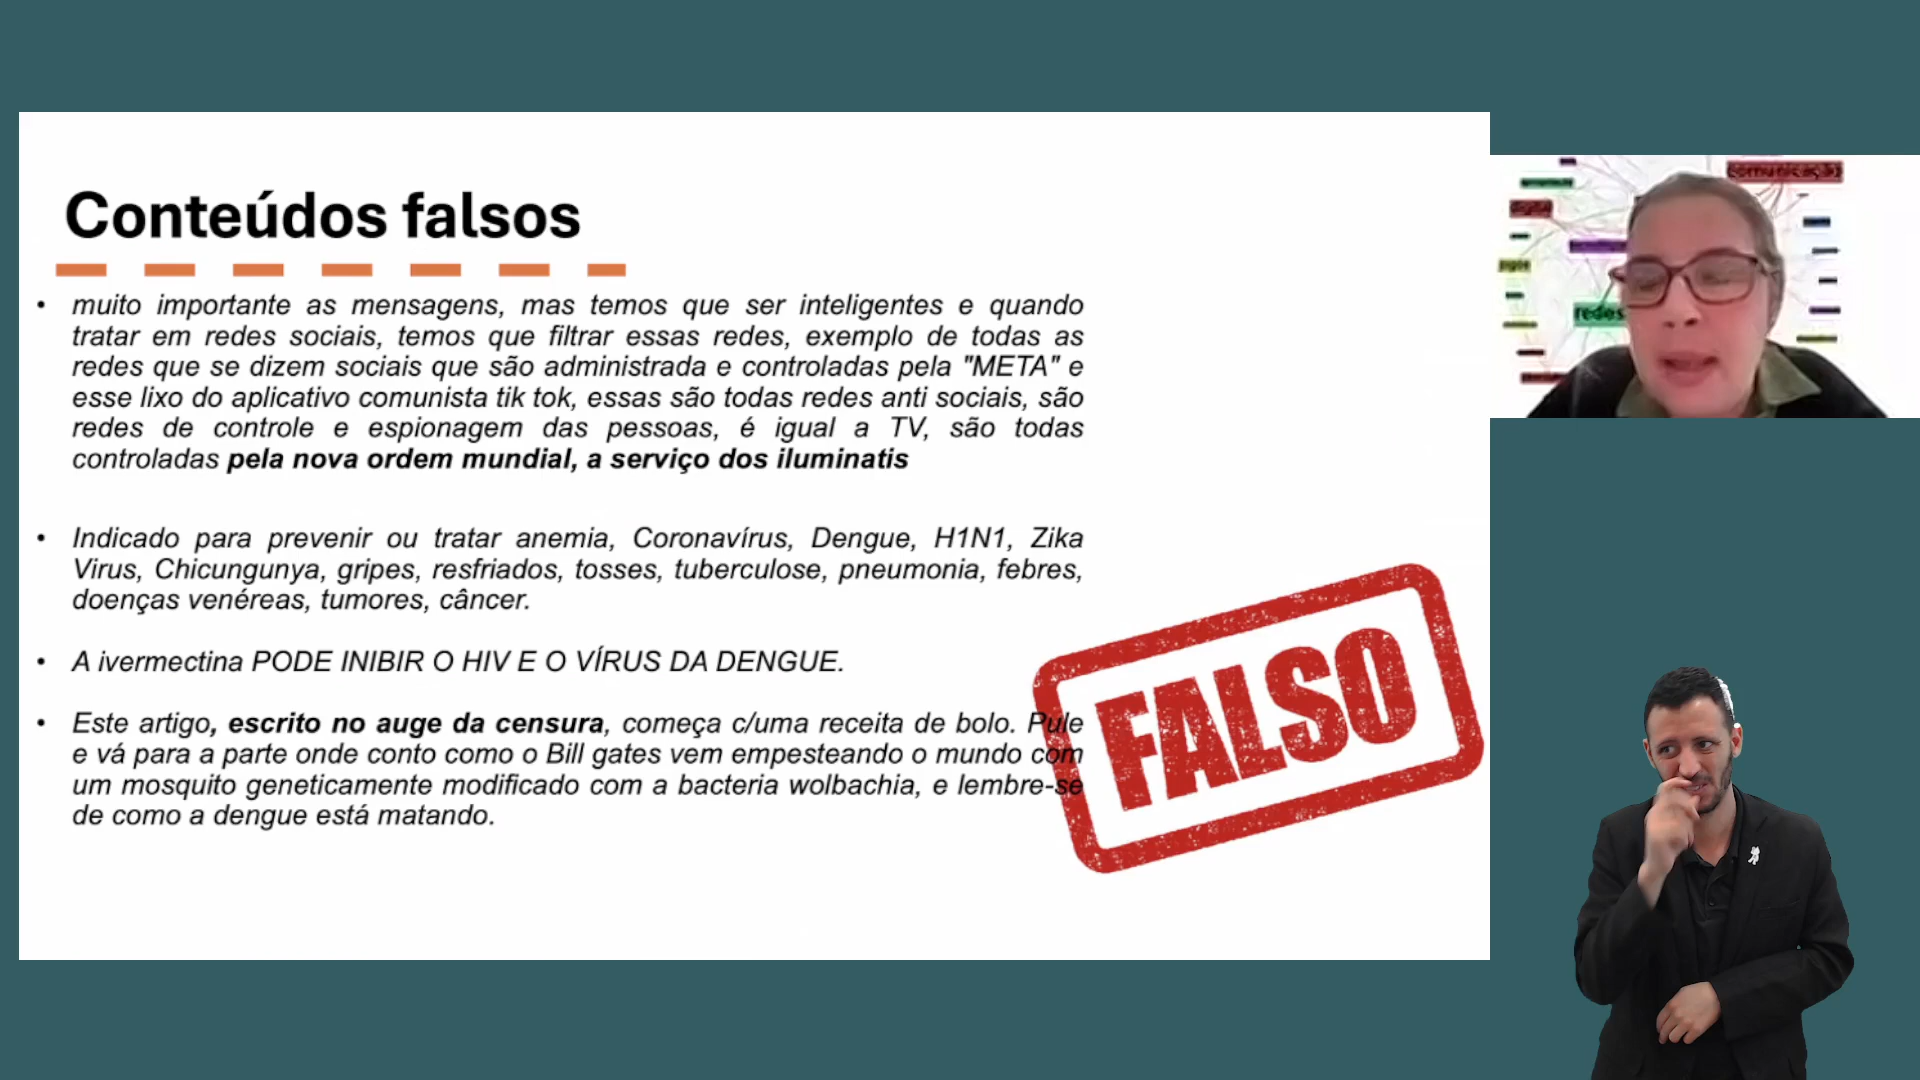 Conteúdos falsos
• muito importante as mensagens, mas temos que ser inteligentes e quando
tratar em redes sociais, temos que filtrar essas redes, exemplo de todas as
redes que se dizem sociais que são administrada e controladas pela "META" e
esse lixo do aplicativo comunista tik tok, essas são todas redes anti sociais, são
redes de controle e espionagem das pessoas, é igual a TV, são todas
controladas pela nova ordem mundial, a serviço dos iluminatis
• Indicado para prevenir ou tratar anemia, Coronavírus, Dengue, H1N1, Zika
Virus, Chicungunya, gripes, resfriados, tosses, tuberculose, pneumonia, febres,
doenças venéreas, tumores, câncer.
• A ivermectina PODE INIBIR O HIV E O VÍRUS DA DENGUE.
• Este artigo, escrito no auge da censura, começa c/uma receita de bolo. Pule
e vá para a parte onde conto como o Bill gates vem empesteando o mundo com
um mosquito geneticamente modificado com a bacteria wolbachia, e lembre-se
de como a dengue está matando.
FALSO
comunicação
digital
jogos
redes